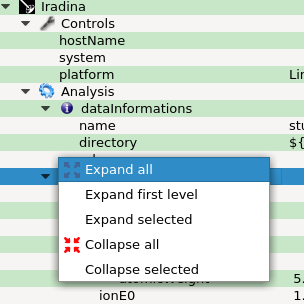 Iradina
Controls
hostName
system
platform Lin
Analysis
dataInformations
name stu
directory ${
Expand all
Expand first level
Expand selected
Collapse all
Collapse selected
5.
ionE0 1.